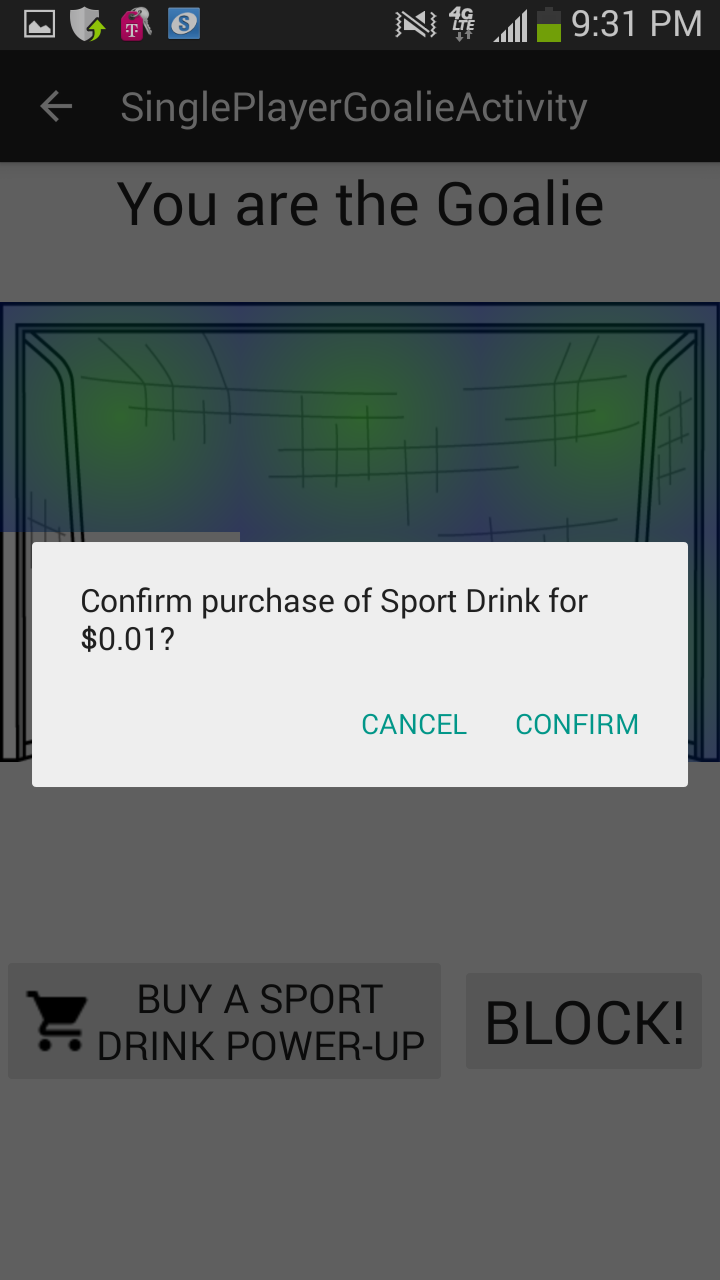 4G
LTE
9:31 PM
T
S
SinglePlayerGoalieActivity
You are the Goalie
Confirm purchase of Sport Drink for
$0.01?
CANCEL
CONFIRM
BUY A SPORT
DRINK POWER-UP
BLOCK!